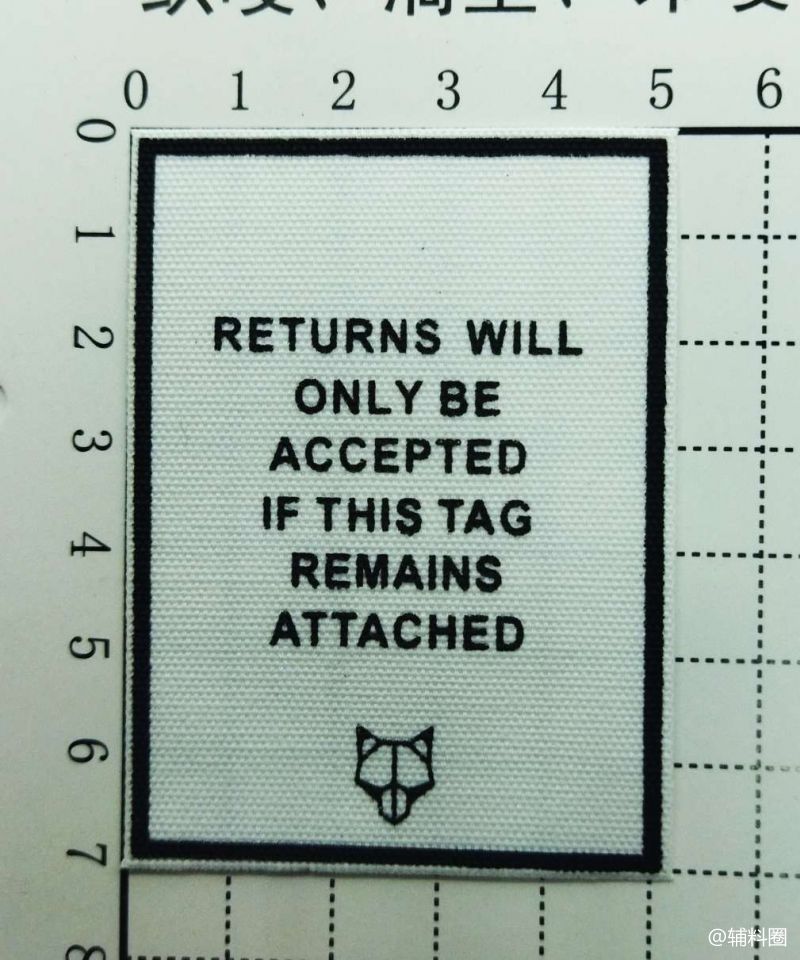 0 1 2 3 4 5 6
0
1
2
3
4
5
6
7
8
RETURNS WILL
ONLY BE
ACCEPTED
IF THIS TAG
REMAINS
ATTACHED
@辅料圈